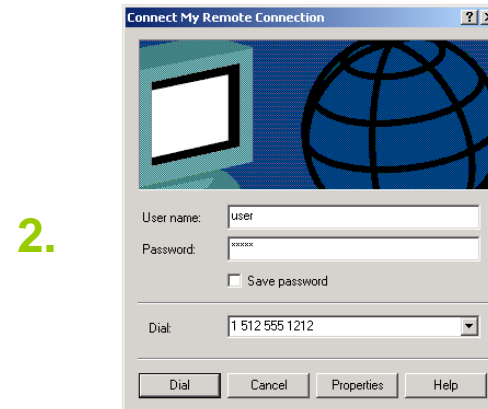 Connect My Remote Connection
2.
User name: user
Password: xxxxx
Save password
Dial: 1 512 555 1212
Dial Cancel Properties Help